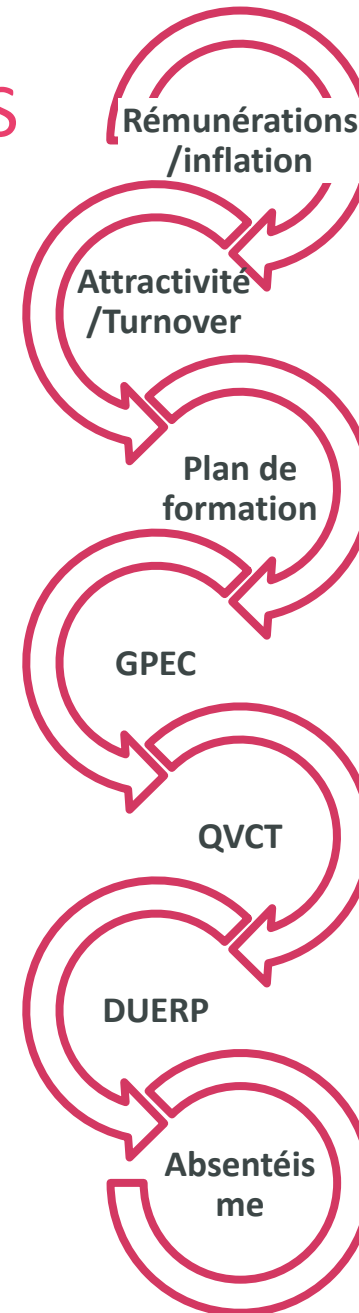 s
Rémunérations
/inflation
Attractivité
/Turnover
Plan de
formation
GPEC
QVCT
DUERP
Absentéis
me